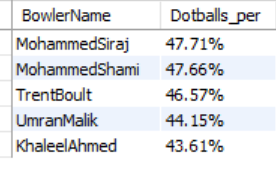 BowlerName Dotballs_per
MohammedSiraj 47.71%
MohammedShami 47.66%
TrentBoult 46.57%
UmranMalik 44.15%
KhaleelAhmed 43.61%